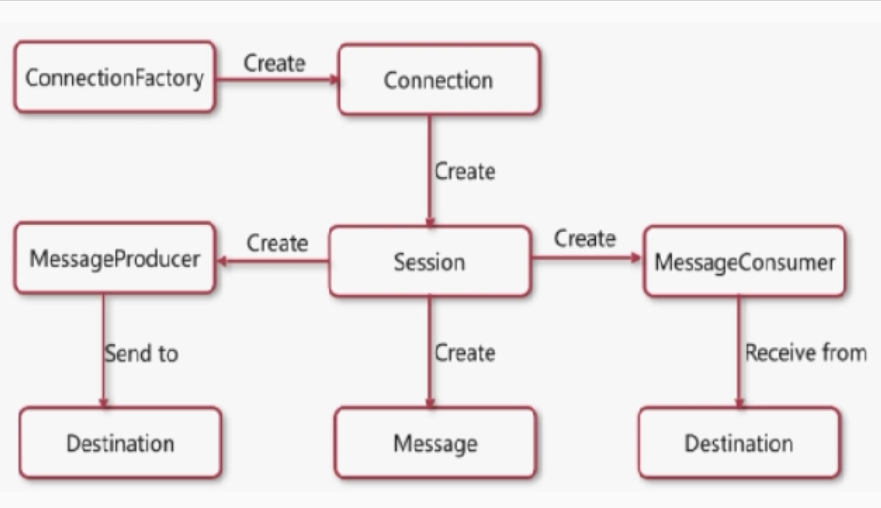 ConnectionFactory
Create
Connection
Create
MessageProducer
Create
Session
Create
MessageConsumer
Send to
Create
Receive from
Destination
Message
Destination